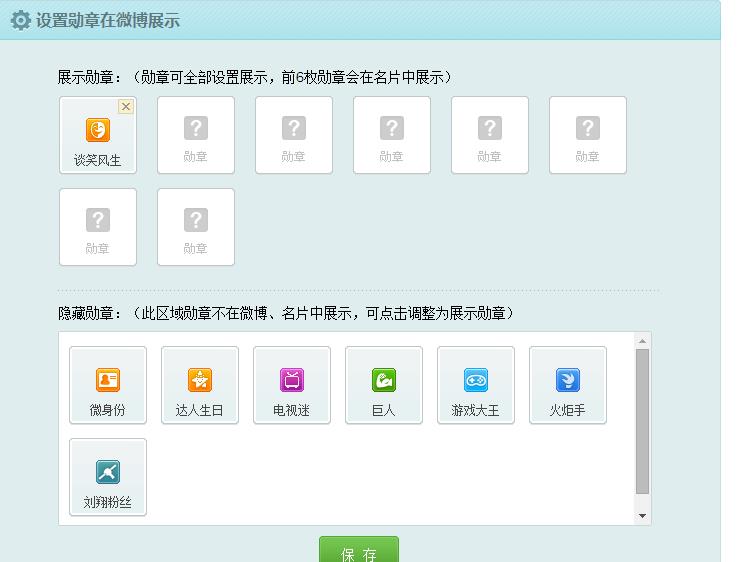 设置勋章在微博展示
展示勋章：（勋章可全部设置展示，前6枚勋章会在名片中展示）
谈笑风生 勋章 勋章 勋章 勋章 勋章
勋章 勋章
隐藏勋章：（此区域勋章不在微博、名片中展示，可点击调整为展示勋章）
微身份 达人生日 电视迷 巨人 游戏大王 火炬手
刘翔粉丝
保 存